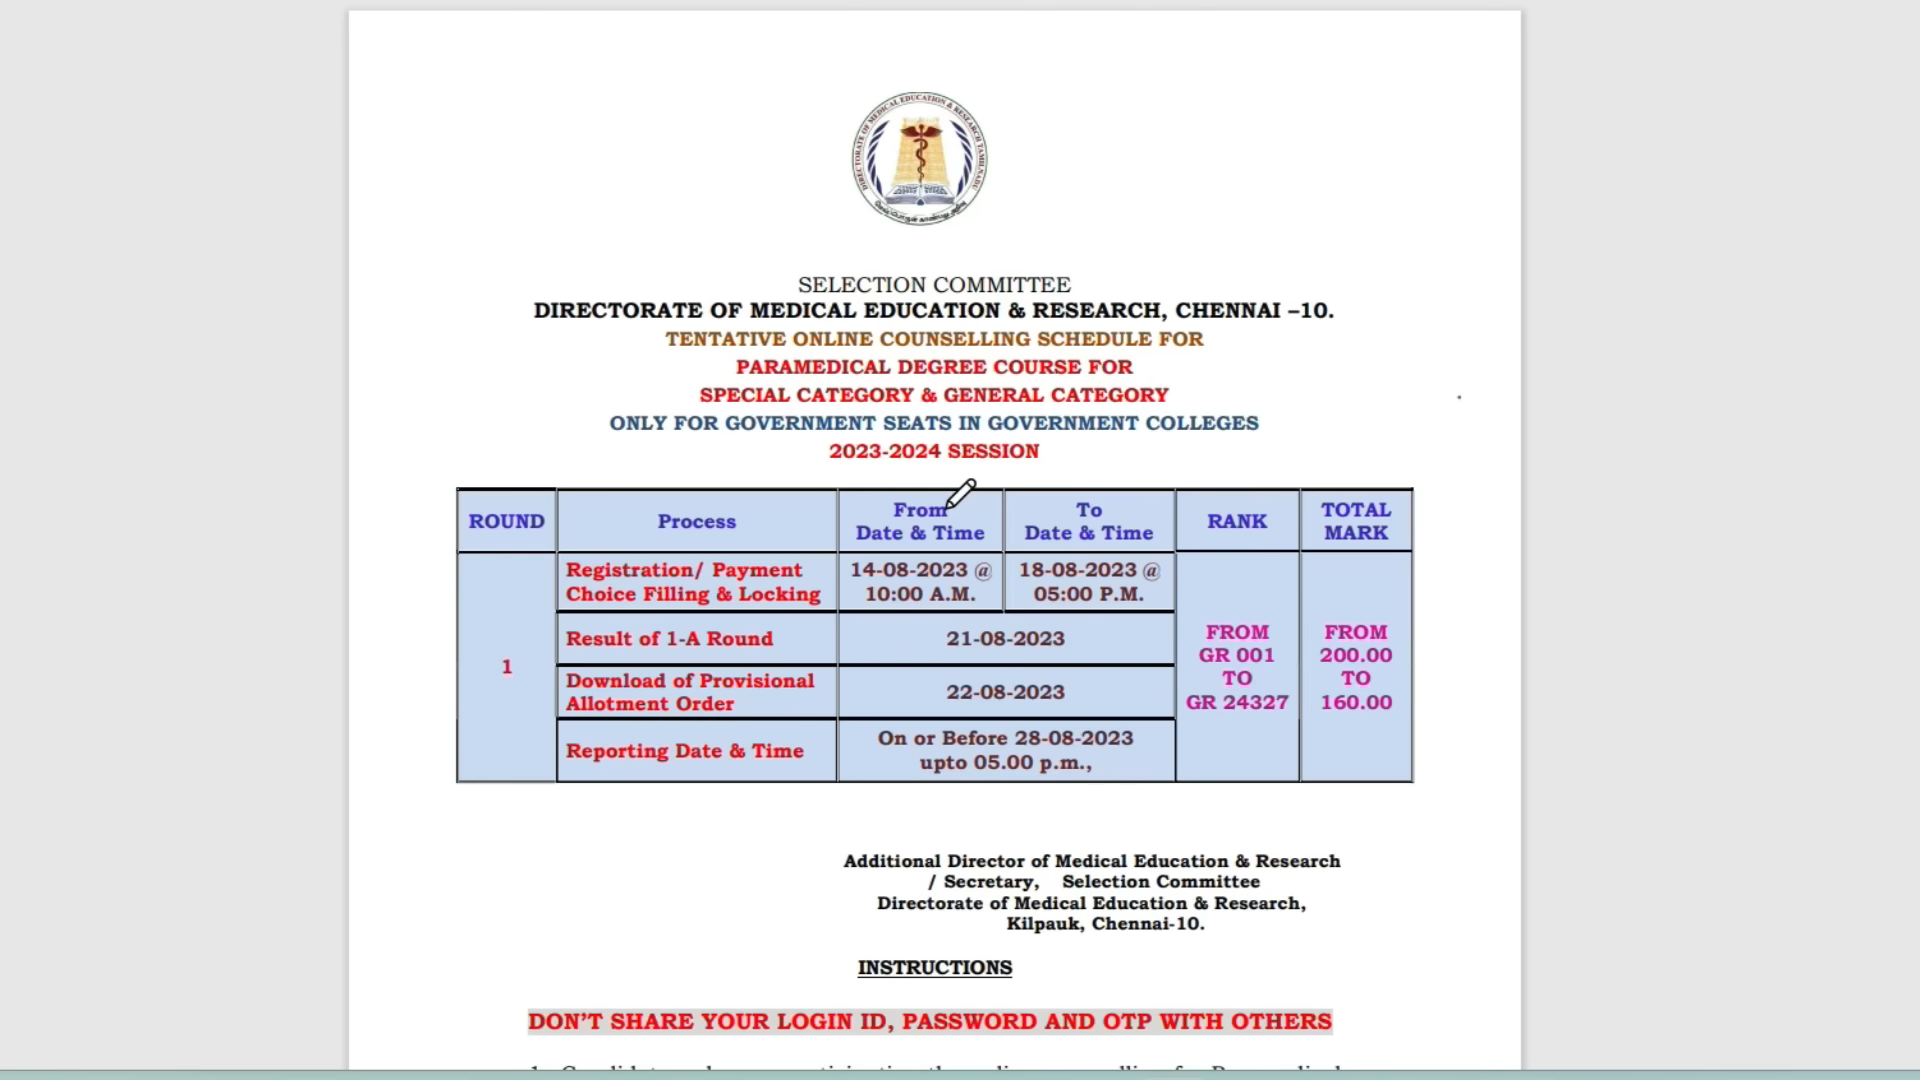 DIRECTORATE OF MEDICAL EDUCATION & RESEARCH TAMILNADU
SELECTION COMMITTEE
DIRECTORATE OF MEDICAL EDUCATION & RESEARCH, CHENNAI –10.
TENTATIVE ONLINE COUNSELLING SCHEDULE FOR
PARAMEDICAL DEGREE COURSE FOR
SPECIAL CATEGORY & GENERAL CATEGORY
ONLY FOR GOVERNMENT SEATS IN GOVERNMENT COLLEGES
2023-2024 SESSION
ROUND
Process
From
Date & Time
To
Date & Time
RANK
TOTAL
MARK
1
Registration/ Payment
Choice Filling & Locking
14-08-2023 @
10:00 A.M.
18-08-2023 @
05:00 P.M.
Result of 1-A Round
21-08-2023
Download of Provisional
Allotment Order
22-08-2023
Reporting Date & Time
On or Before 28-08-2023
upto 05.00 p.m.,
FROM
GR 001
TO
GR 24327
FROM
200.00
TO
160.00
Additional Director of Medical Education & Research
/ Secretary, Selection Committee
Directorate of Medical Education & Research,
Kilpauk, Chennai-10.
INSTRUCTIONS
DON'T SHARE YOUR LOGIN ID, PASSWORD AND OTP WITH OTHERS